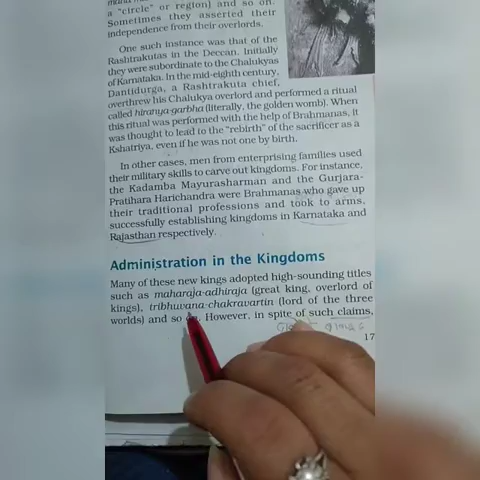 a "circle" or region) and so on.
Sometimes they asserted their
independence from their overlords.
One such instance was that of the
Rashtrakutas in the Deccan. Initially
they were subordinate to the Chalukyas
of Karnataka. In the mid-eighth century,
Dantidurga, a Rashtrakuta chief,
overthrew his Chalukya overlord and performed a ritual
called hiranya-garbha (literally, the golden womb). When
this ritual was performed with the help of Brahmanas, it
was thought to lead to the "rebirth" of the sacrificer as a
Kshatriya, even if he was not one by birth.
In other cases, men from enterprising families used
their military skills to carve out kingdoms. For instance,
the Kadamba Mayurasharman and the Gurjara-
Pratihara Harichandra were Brahmanas who gave up
their traditional professions and took to arms,
successfully establishing kingdoms in Karnataka and
Rajasthan respectively.
Administration in the Kingdoms
Many of these new kings adopted high-sounding titles
such as maharaja-adhiraja (great king, overlord of
kings), tribhuvana-chakravartin (lord of the three
worlds) and so on. However, in spite of such claims,
17